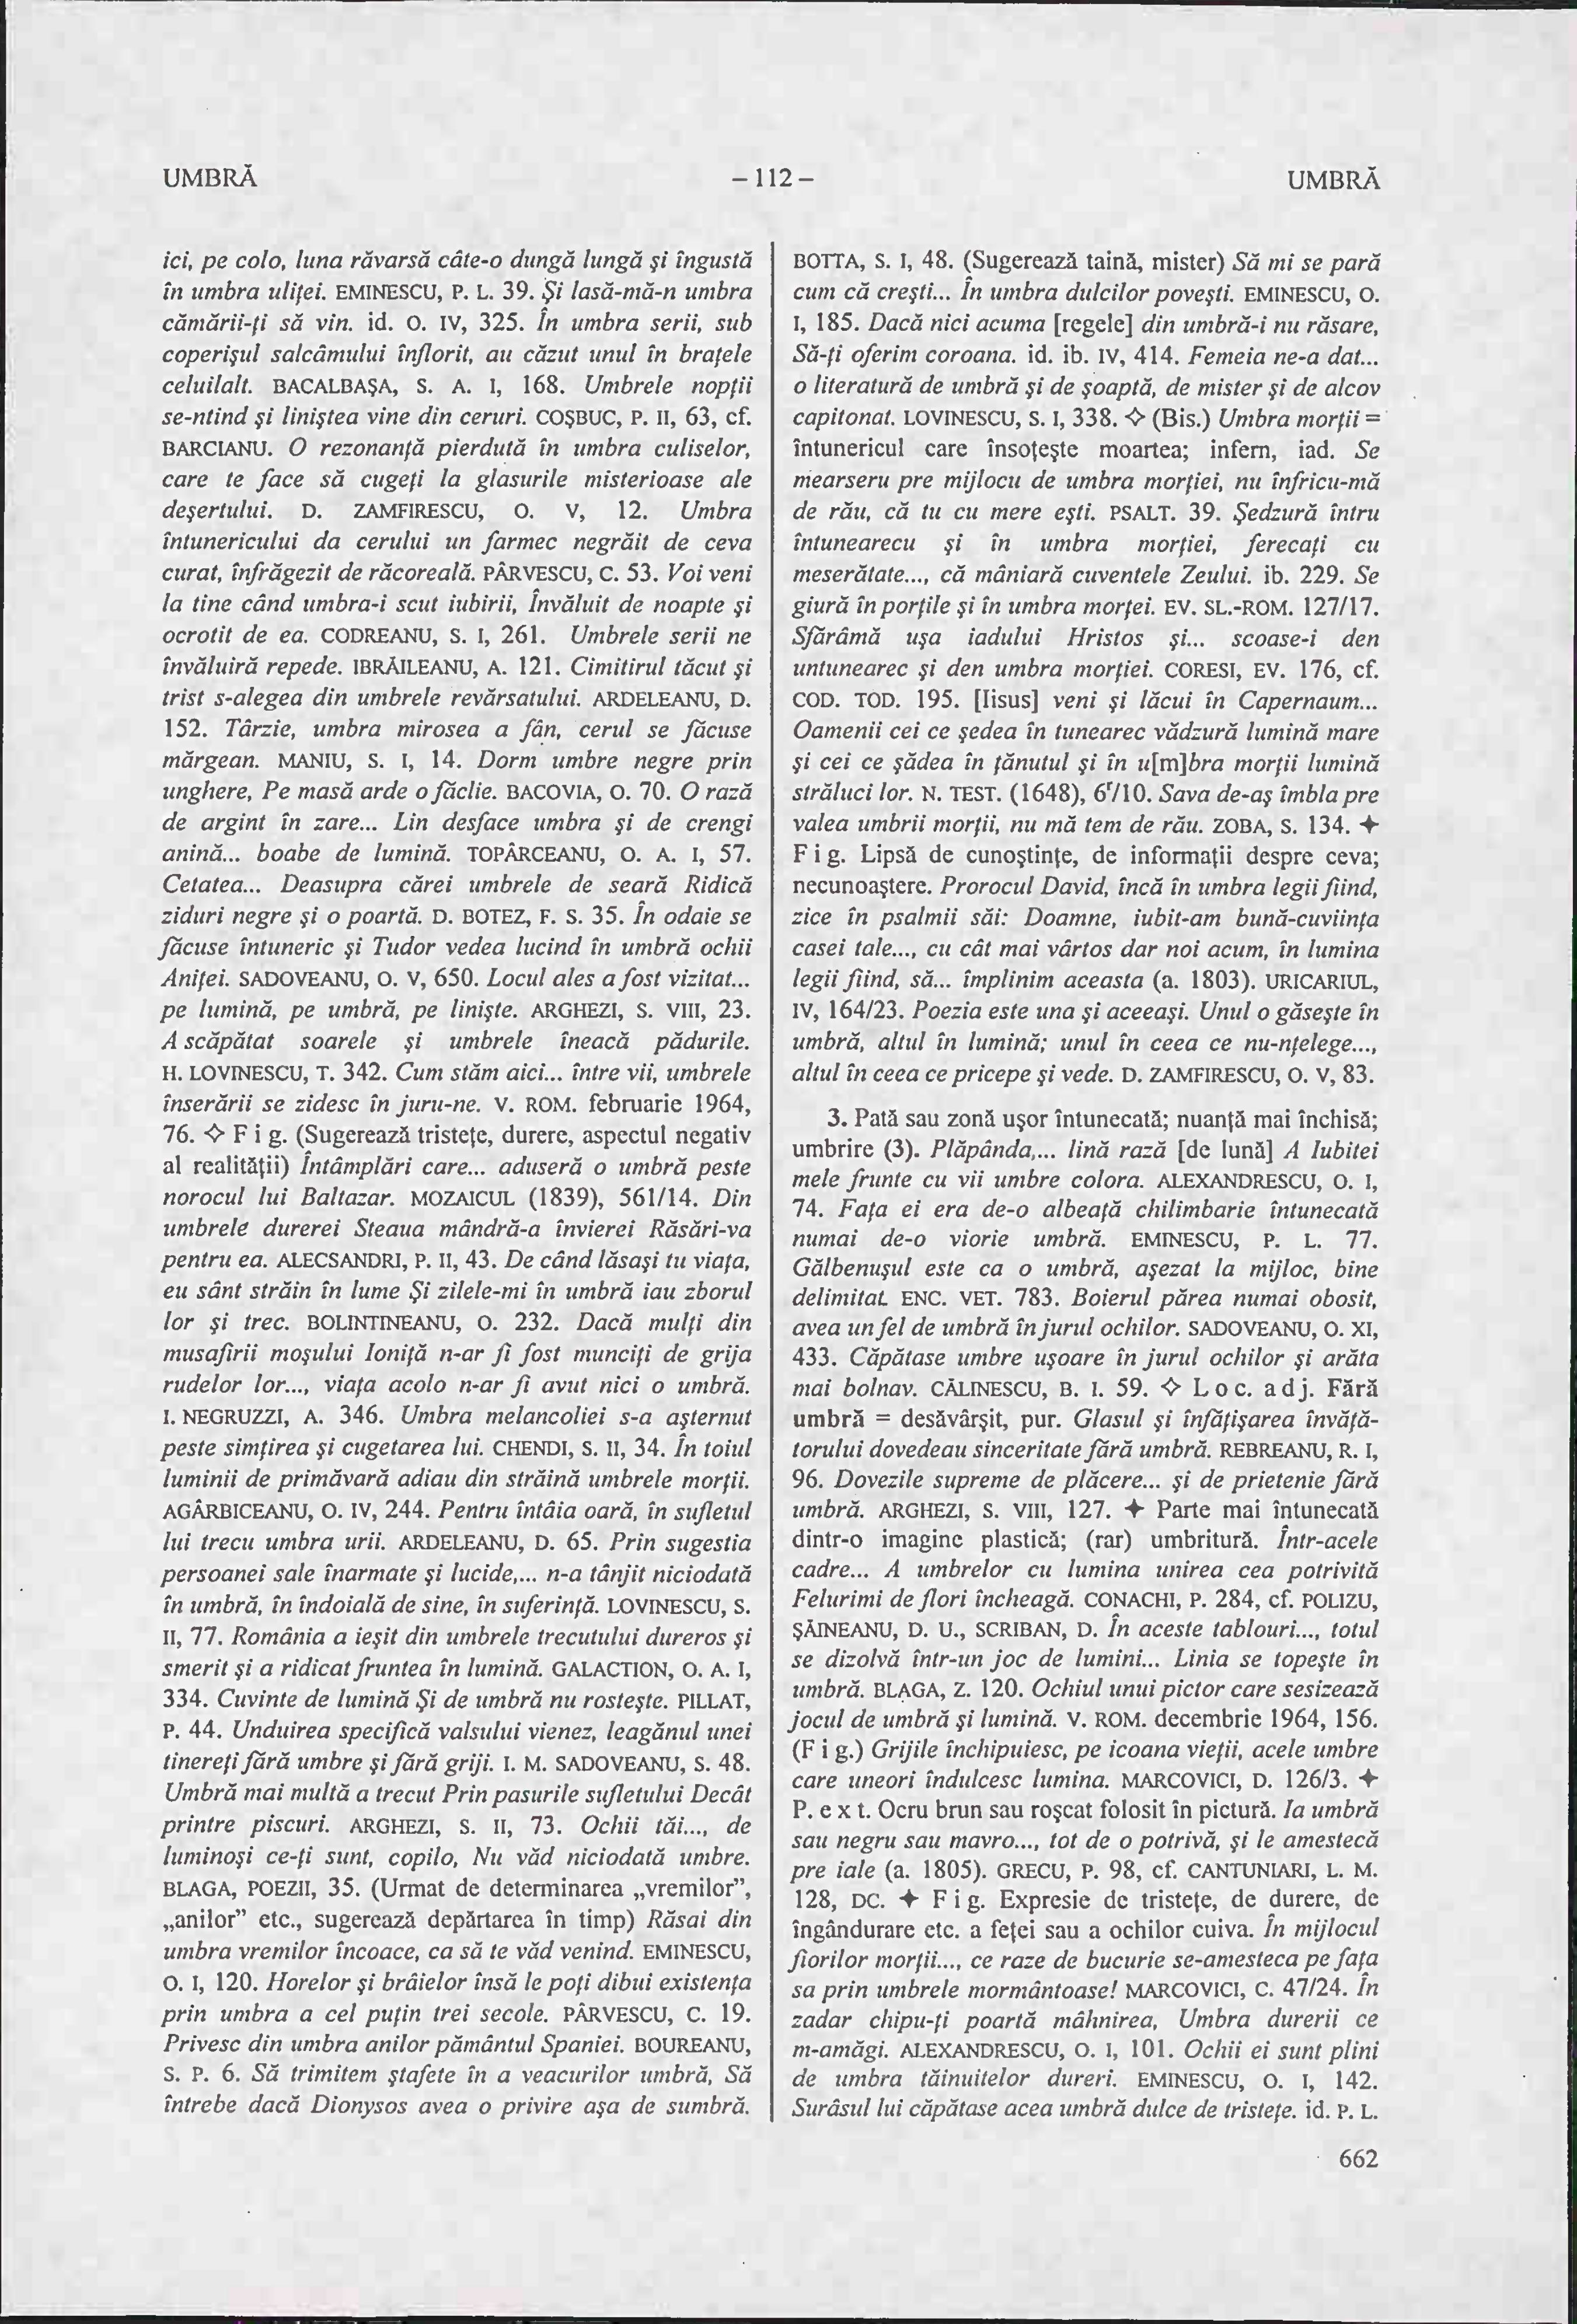 UMBRĂ
– 112 –
UMBRĂ
ici, pe colo, luna răvarsă câte-o dungă lungă şi îngustă
în umbra uliţei. EMINESCU, P. L. 39. Şi lasă-mă-n umbra
cămării-ţi să vin. id. O. IV, 325. În umbra serii, sub
coperişul salcâmului înflorit, au căzut unul în braţele
celuilalt. BACALBAŞA, S. A. I, 168. Umbrele nopţii
se-ntind şi liniştea vine din ceruri. COŞBUC, P. II, 63, cf.
BARCIANU. O rezonanţă pierdută în umbra culiselor,
care te face să cugeţi la glasurile misterioase ale
deşertului. D. ZAMFIRESCU, O. V, 12. Umbra
întunericului da cerului un farmec negrăit de ceva
curat, înfrăgezit de răcoreală. PÂRVESCU, C. 53. Voi veni
la tine când umbra-i scut iubirii, Învăluit de noapte şi
ocrotit de ea. CODREANU, S. I, 261. Umbrele serii ne
învăluiră repede. IBRĂILEANU, A. 121. Cimitirul tăcut şi
trist s-alegea din umbrele revărsatului. ARDELEANU, D.
152. Târzie, umbra mirosea a fân, cerul se făcuse
mărgean. MANIU, S. I, 14. Dorm umbre negre prin
unghere, Pe masă arde o făclie. BACOVIA, O. 70. O rază
de argint în zare... Lin desface umbra şi de crengi
anină... boabe de lumină. TOPÂRCEANU, O. A. I, 57.
Cetatea... Deasupra cărei umbrele de seară Ridică
ziduri negre şi o poartă. D. BOTEZ, F. S. 35. În odaie se
făcuse întuneric şi Tudor vedea lucind în umbră ochii
Aniţei. SADOVEANU, O. V, 650. Locul ales a fost vizitat...
pe lumină, pe umbră, pe linişte. ARGHEZI, S. VIII, 23.
A scăpătat soarele şi umbrele îneacă pădurile.
H. LOVINESCU, T. 342. Cum stăm aici... între vii, umbrele
înserării se zidesc în juru-ne. V. ROM. februarie 1964,
76. ✧ F i g. (Sugerează tristeţe, durere, aspectul negativ
al realităţii) Întâmplări care... aduseră o umbră peste
norocul lui Baltazar. MOZAICUL (1839), 561/14. Din
umbrele durerei Steaua mândră-a învierei Răsări-va
pentru ea. ALECSANDRI, P. II, 43. De când lăsaşi tu viaţa,
eu sânt străin în lume Şi zilele-mi în umbră iau zborul
lor şi trec. BOLINTINEANU, O. 232. Dacă mulţi din
musafirii moşului Ioniţă n-ar fi fost munciţi de grija
rudelor lor..., viaţa acolo n-ar fi avut nici o umbră.
I. NEGRUZZI, A. 346. Umbra melancoliei s-a aşternut
peste simţirea şi cugetarea lui. CHENDI, S. II, 34. În toiul
luminii de primăvară adiau din străină umbrele morţii.
AGÂRBICEANU, O. IV, 244. Pentru întâia oară, în sufletul
lui trecu umbra urii. ARDELEANU, D. 65. Prin sugestia
persoanei sale înarmate şi lucide,... n-a tânjit niciodată
în umbră, în îndoială de sine, în suferinţă. LOVINESCU, S.
II, 77. România a ieşit din umbrele trecutului dureros şi
smerit şi a ridicat fruntea în lumină. GALACTION, O. A. I,
334. Cuvinte de lumină Şi de umbră nu rosteşte. PILLAT,
P. 44. Unduirea specifică valsului vienez, leagănul unei
tinereţi fără umbre şi fără griji. I. M. SADOVEANU, S. 48.
Umbră mai multă a trecut Prin pasurile sufletului Decât
printre piscuri. ARGHEZI, S. II, 73. Ochii tăi..., de
luminoşi ce-ţi sunt, copilo, Nu văd niciodată umbre.
BLAGA, POEZII, 35. (Urmat de determinarea „vremilor”,
„anilor” etc., sugerează depărtarea în timp) Răsai din
umbra vremilor încoace, ca să te văd venind. EMINESCU,
O. I, 120. Horelor şi brâielor însă le poţi dibui existenţa
prin umbra a cel puţin trei secole. PÂRVESCU, C. 19.
Privesc din umbra anilor pământul Spaniei. BOUREANU,
S. P. 6. Să trimitem ştafete în a veacurilor umbră, Să
întrebe dacă Dionysos avea o privire aşa de sumbră.
BOTTA, S. I, 48. (Sugerează taină, mister) Să mi se pară
cum că creşti... În umbra dulcilor poveşti. EMINESCU, O.
I, 185. Dacă nici acuma [regele] din umbră-i nu răsare,
Să-ţi oferim coroana. id. ib. IV, 414. Femeia ne-a dat...
o literatură de umbră şi de şoaptă, de mister şi de alcov
capitonat. LOVINESCU, S. I, 338. ✧ (Bis.) Umbra morţii =
întunericul care însoţeşte moartea; infern, iad. Se
mearseru pre mijlocu de umbra morţiei, nu înfricu-mă
de rău, că tu cu mere eşti. PSALT. 39. Şedzură întru
întunearecu şi în umbra morţiei, ferecaţi cu
meserătate..., că mâniară cuventele Zeului. ib. 229. Se
giură în porţile şi în umbra morţei. EV. SL.-ROM. 127/17.
Sfărâmă uşa iadului Hristos şi... scoase-i den
untunearec şi den umbra morţiei. CORESI, EV. 176, cf.
COD. TOD. 195. [Iisus] veni şi lăcui în Capernaum...
Oamenii cei ce şedea în tunearec vădzură lumină mare
şi cei ce şădea în ţănutul şi în u[m]bra morţii lumină
străluci lor. N. TEST. (1648), 6ʳ/10. Sava de-aş îmbla pre
valea umbrii morţii, nu mă tem de rău. ZOBA, S. 134. ✦
F i g. Lipsă de cunoştinţe, de informaţii despre ceva;
necunoaştere. Prorocul David, încă în umbra legii fiind,
zice în psalmii săi: Doamne, iubit-am bună-cuviinţa
casei tale..., cu cât mai vârtos dar noi acum, în lumina
legii fiind, să... împlinim aceasta (a. 1803). URICARIUL,
IV, 164/23. Poezia este una şi aceeaşi. Unul o găseşte în
umbră, altul în lumină; unul în ceea ce nu-nţelege...,
altul în ceea ce pricepe şi vede. D. ZAMFIRESCU, O. V, 83.
3. Pată sau zonă uşor întunecată; nuanţă mai închisă;
umbrire (3). Plăpânda,... lină rază [de lună] A Iubitei
mele frunte cu vii umbre colora. ALEXANDRESCU, O. I,
74. Faţa ei era de-o albeaţă chilimbarie întunecată
numai de-o viorie umbră. EMINESCU, P. L. 77.
Gălbenuşul este ca o umbră, aşezat la mijloc, bine
delimitat. ENC. VET. 783. Boierul părea numai obosit,
avea un fel de umbră în jurul ochilor. SADOVEANU, O. XI,
433. Căpătase umbre uşoare în jurul ochilor şi arăta
mai bolnav. CĂLINESCU, B. I. 59. ✧ L o c. a d j. Fără
umbră = desăvârşit, pur. Glasul şi înfăţişarea învăţă-
torului dovedeau sinceritate fără umbră. REBREANU, R. I,
96. Dovezile supreme de plăcere... şi de prietenie fără
umbră. ARGHEZI, S. VIII, 127. ✦ Parte mai întunecată
dintr-o imagine plastică; (rar) umbritură. Într-acele
cadre... A umbrelor cu lumina unirea cea potrivită
Felurimi de flori încheagă. CONACHI, P. 284, cf. POLIZU,
ŞĂINEANU, D. U., SCRIBAN, D. În aceste tablouri..., totul
se dizolvă într-un joc de lumini... Linia se topeşte în
umbră. BLAGA, Z. 120. Ochiul unui pictor care sesizează
jocul de umbră şi lumină. V. ROM. decembrie 1964, 156.
(F i g.) Grijile închipuiesc, pe icoana vieţii, acele umbre
care uneori îndulcesc lumina. MARCOVICI, D. 126/3. ✦
P. e x t. Ocru brun sau roşcat folosit în pictură. Ia umbră
sau negru sau mavro..., tot de o potrivă, şi le amestecă
pre iale (a. 1805). GRECU, P. 98, cf. CANTUNIARI, L. M.
128, DC. ✦ F i g. Expresie de tristeţe, de durere, de
îngândurare etc. a feţei sau a ochilor cuiva. În mijlocul
fiorilor morţii..., ce raze de bucurie se-amesteca pe faţa
sa prin umbrele mormântoase! MARCOVICI, C. 47/24. În
zadar chipu-ţi poartă mâhnirea, Umbra durerii ce
m-amăgi. ALEXANDRESCU, O. I, 101. Ochii ei sunt plini
de umbra tăinuitelor dureri. EMINESCU, O. I, 142.
Surâsul lui căpătase acea umbră dulce de tristeţe. id. P. L.
662